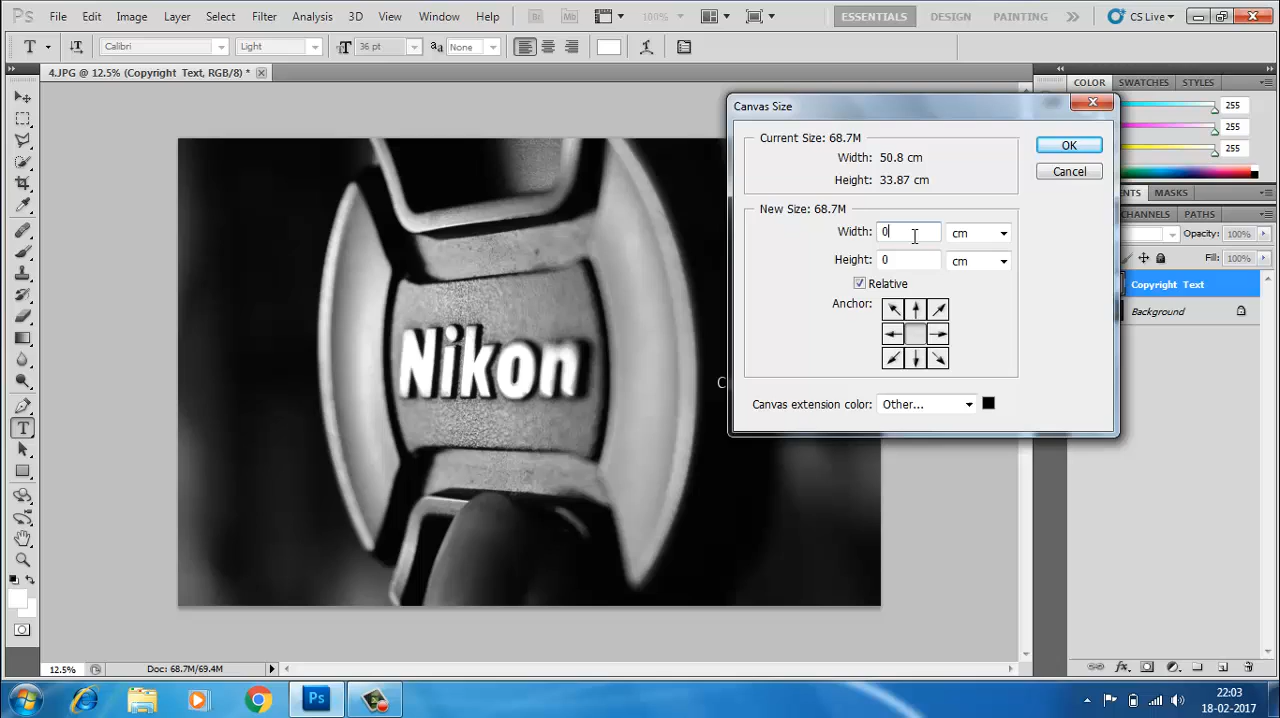 Ps File Edit Image Layer Select Filter Analysis 3D View Window Help Br Mb 100% ESSENTIALS DESIGN PAINTING CS Live
T Calibri Light 36 pt aa None
4.JPG @ 12.5% (Copyright Text, RGB/8) *
COLOR SWATCHES STYLES
255
255
255
MASKS
CHANNELS PATHS
Opacity: 100%
Fill: 100%
Copyright Text
Background
Canvas Size
Current Size: 68.7M
Width: 50.8 cm
Height: 33.87 cm
OK
Cancel
New Size: 68.7M
Width: 0 cm
Height: 0 cm
Relative
Anchor:
Canvas extension color: Other...
Nikon
C
12.5% Doc: 68.7M/69.4M
Ps
22:03
18-02-2017